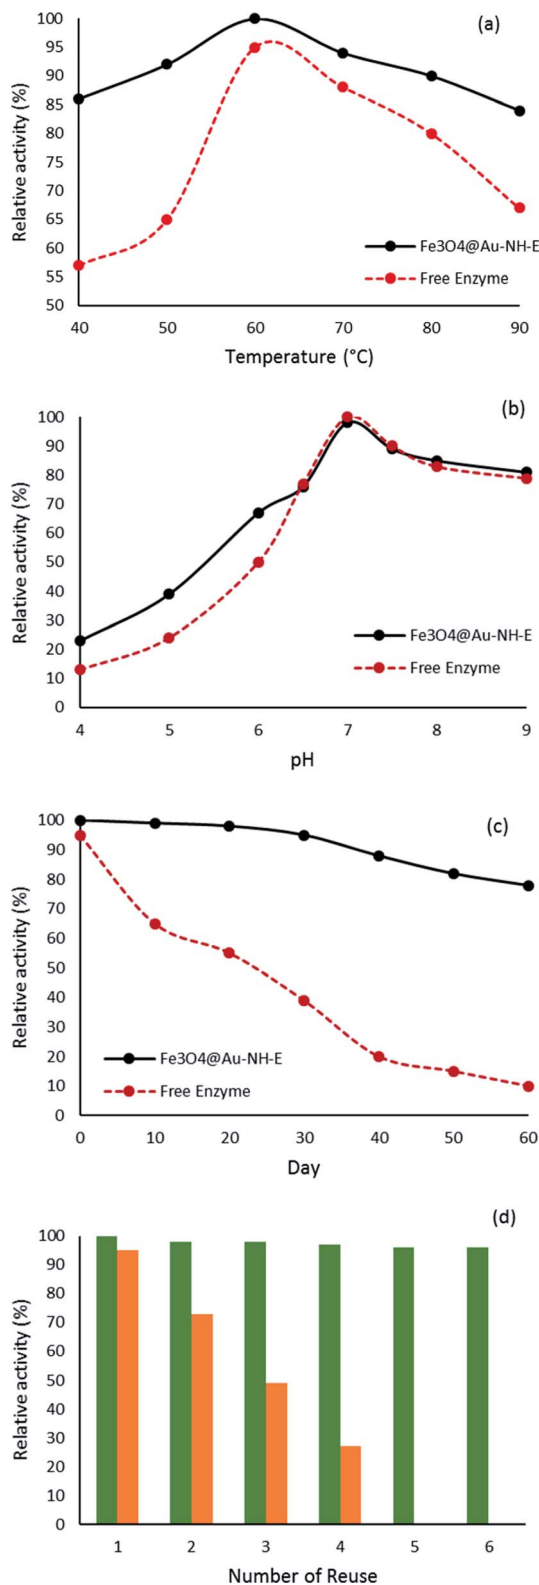 (a)
Relative activity (%)
100
95
90
85
80
75
70
65
60
55
50
Fe3O4@Au-NH-E
Free Enzyme
40 50 60 70 80 90
Temperature (°C)
(b)
Relative activity (%)
100
90
80
70
60
50
40
30
20
10
0
Fe3O4@Au-NH-E
Free Enzyme
4 5 6 7 8 9
pH
(c)
Relative activity (%)
100
90
80
70
60
50
40
30
20
10
0
Fe3O4@Au-NH-E
Free Enzyme
0 10 20 30 40 50 60
Day
(d)
Relative activity (%)
100
90
80
70
60
50
40
30
20
10
0
1 2 3 4 5 6
Number of Reuse